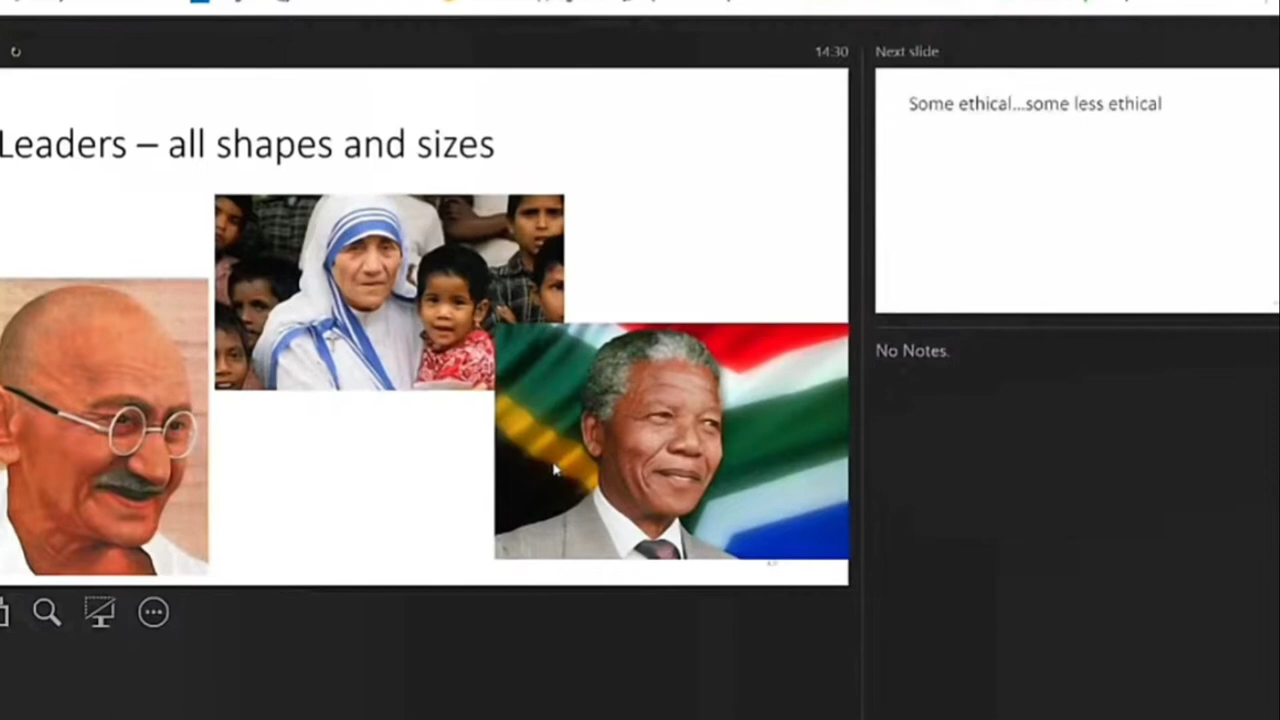 14:30
Next slide
Leaders – all shapes and sizes
Some ethical...some less ethical
No Notes.